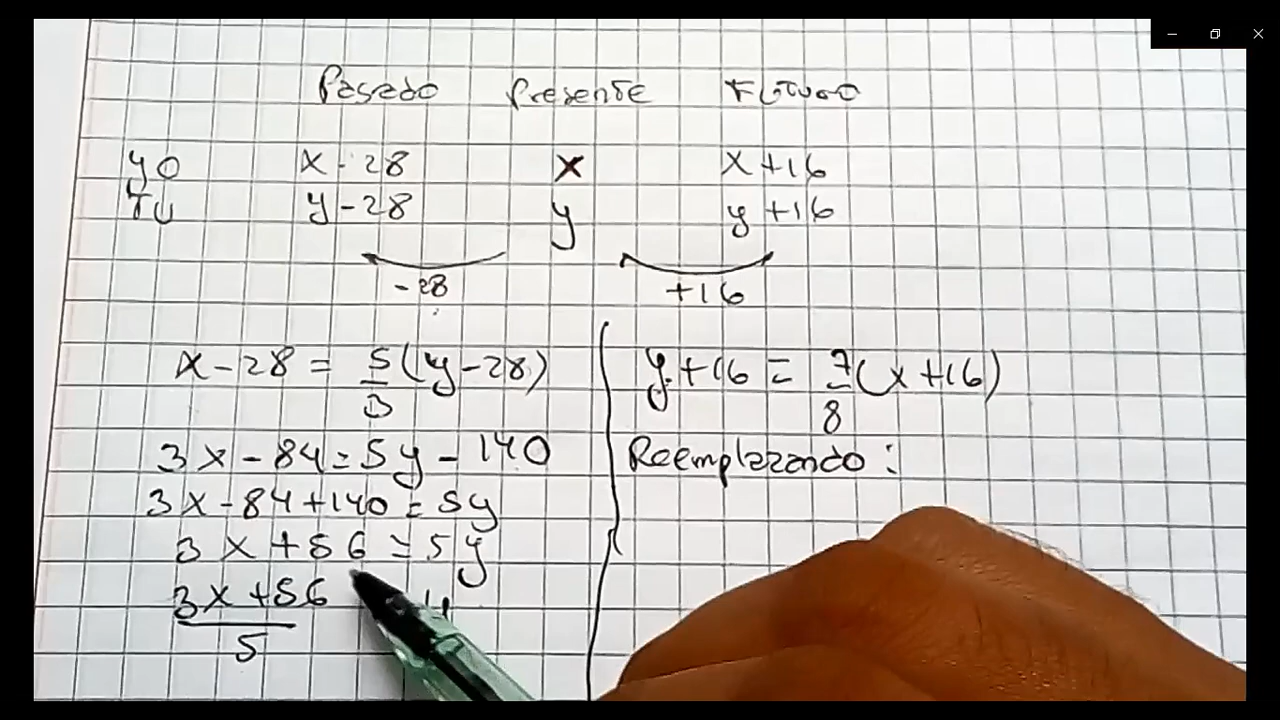 Pasado Presente Futuro
yo x-28 x x+16
Tu y-28 y y+16
-28 +16
x-28 = 5/3 (y-28)
3x-84=5y-140
3x-84+140=5y
3x+56=5y
3x+56/5 y
y+16 = 7/8 (x+16)
Reemplazando: